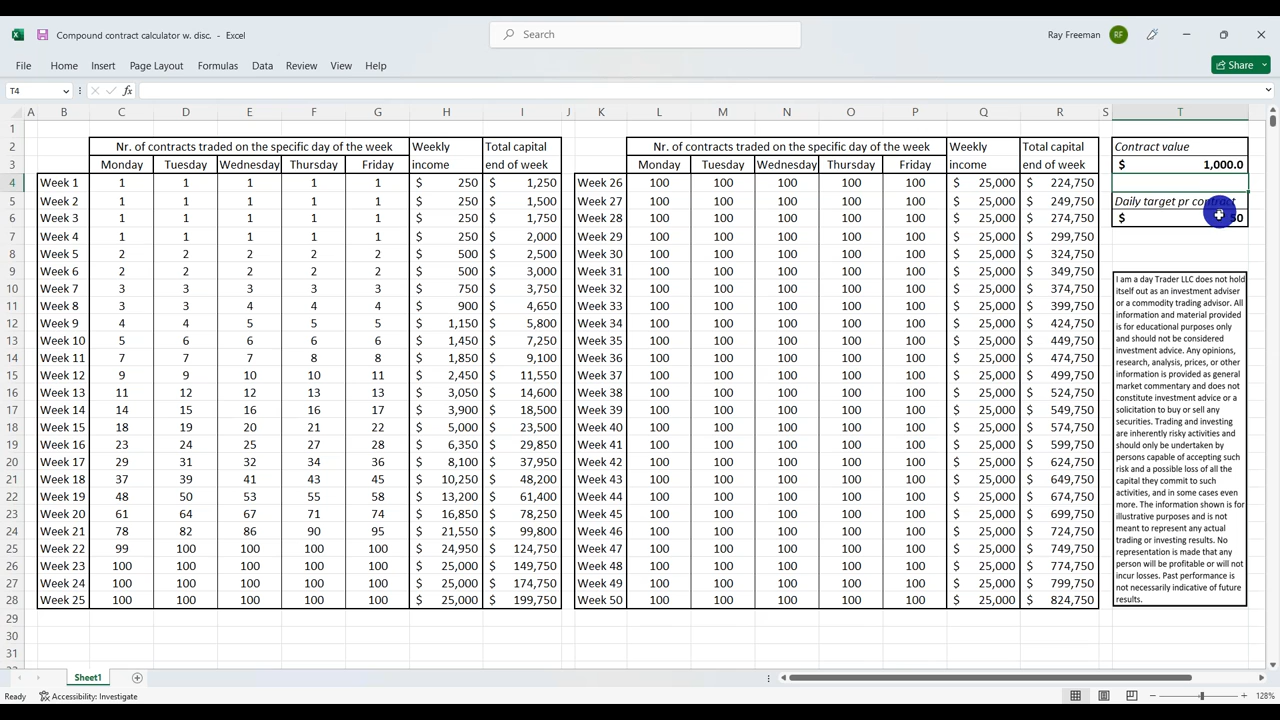 Compound contract calculator w. disc. - Excel
Search
Ray Freeman RF
File Home Insert Page Layout Formulas Data Review View Help Share
T4 fx
A B C D E F G H I J K L M N O P Q R S T
1
2 Nr. of contracts traded on the specific day of the week Weekly Total capital Nr. of contracts traded on the specific day of the week Weekly Total capital Contract value
3 Monday Tuesday Wednesday Thursday Friday income end of week Monday Tuesday Wednesday Thursday Friday income end of week $ 1,000.0
4 Week 1 1 1 1 1 1 $ 250 $ 1,250 Week 26 100 100 100 100 100 $ 25,000 $ 224,750
5 Week 2 1 1 1 1 1 $ 250 $ 1,500 Week 27 100 100 100 100 100 $ 25,000 $ 249,750 Daily target pr contract
6 Week 3 1 1 1 1 1 $ 250 $ 1,750 Week 28 100 100 100 100 100 $ 25,000 $ 274,750 $ 50
7 Week 4 1 1 1 1 1 $ 250 $ 2,000 Week 29 100 100 100 100 100 $ 25,000 $ 299,750
8 Week 5 2 2 2 2 2 $ 500 $ 2,500 Week 30 100 100 100 100 100 $ 25,000 $ 324,750
9 Week 6 2 2 2 2 2 $ 500 $ 3,000 Week 31 100 100 100 100 100 $ 25,000 $ 349,750
10 Week 7 3 3 3 3 3 $ 750 $ 3,750 Week 32 100 100 100 100 100 $ 25,000 $ 374,750
11 Week 8 3 3 4 4 4 $ 900 $ 4,650 Week 33 100 100 100 100 100 $ 25,000 $ 399,750
12 Week 9 4 4 5 5 5 $ 1,150 $ 5,800 Week 34 100 100 100 100 100 $ 25,000 $ 424,750
13 Week 10 5 6 6 6 6 $ 1,450 $ 7,250 Week 35 100 100 100 100 100 $ 25,000 $ 449,750
14 Week 11 7 7 7 8 8 $ 1,850 $ 9,100 Week 36 100 100 100 100 100 $ 25,000 $ 474,750
15 Week 12 9 9 10 10 11 $ 2,450 $ 11,550 Week 37 100 100 100 100 100 $ 25,000 $ 499,750
16 Week 13 11 12 12 13 13 $ 3,050 $ 14,600 Week 38 100 100 100 100 100 $ 25,000 $ 524,750
17 Week 14 14 15 16 16 17 $ 3,900 $ 18,500 Week 39 100 100 100 100 100 $ 25,000 $ 549,750
18 Week 15 18 19 20 21 22 $ 5,000 $ 23,500 Week 40 100 100 100 100 100 $ 25,000 $ 574,750
19 Week 16 23 24 25 27 28 $ 6,350 $ 29,850 Week 41 100 100 100 100 100 $ 25,000 $ 599,750
20 Week 17 29 31 32 34 36 $ 8,100 $ 37,950 Week 42 100 100 100 100 100 $ 25,000 $ 624,750
21 Week 18 37 39 41 43 45 $ 10,250 $ 48,200 Week 43 100 100 100 100 100 $ 25,000 $ 649,750
22 Week 19 48 50 53 55 58 $ 13,200 $ 61,400 Week 44 100 100 100 100 100 $ 25,000 $ 674,750
23 Week 20 61 64 67 71 74 $ 16,850 $ 78,250 Week 45 100 100 100 100 100 $ 25,000 $ 699,750
24 Week 21 78 82 86 90 95 $ 21,550 $ 99,800 Week 46 100 100 100 100 100 $ 25,000 $ 724,750
25 Week 22 99 100 100 100 100 $ 24,950 $ 124,750 Week 47 100 100 100 100 100 $ 25,000 $ 749,750
26 Week 23 100 100 100 100 100 $ 25,000 $ 149,750 Week 48 100 100 100 100 100 $ 25,000 $ 774,750
27 Week 24 100 100 100 100 100 $ 25,000 $ 174,750 Week 49 100 100 100 100 100 $ 25,000 $ 799,750
28 Week 25 100 100 100 100 100 $ 25,000 $ 199,750 Week 50 100 100 100 100 100 $ 25,000 $ 824,750
29
30
31
I am a day Trader LLC does not hold
itself out as an investment adviser
or a commodity trading advisor. All
information and material provided
is for educational purposes only
and should not be considered
investment advice. Any opinions,
research, analysis, prices, or other
information is provided as general
market commentary and does not
constitute investment advice or a
solicitation to buy or sell any
securities. Trading and investing
are inherently risky activities and
should only be undertaken by
persons capable of accepting such
risk and a possible loss of all the
capital they commit to such
activities, and in some cases even
more. The information shown is for
illustrative purposes and is not
meant to represent any actual
trading or investing results. No
representation is made that any
person will be profitable or will not
incur losses. Past performance is
not necessarily indicative of future
results.
Sheet1
Ready Accessibility: Investigate 128%